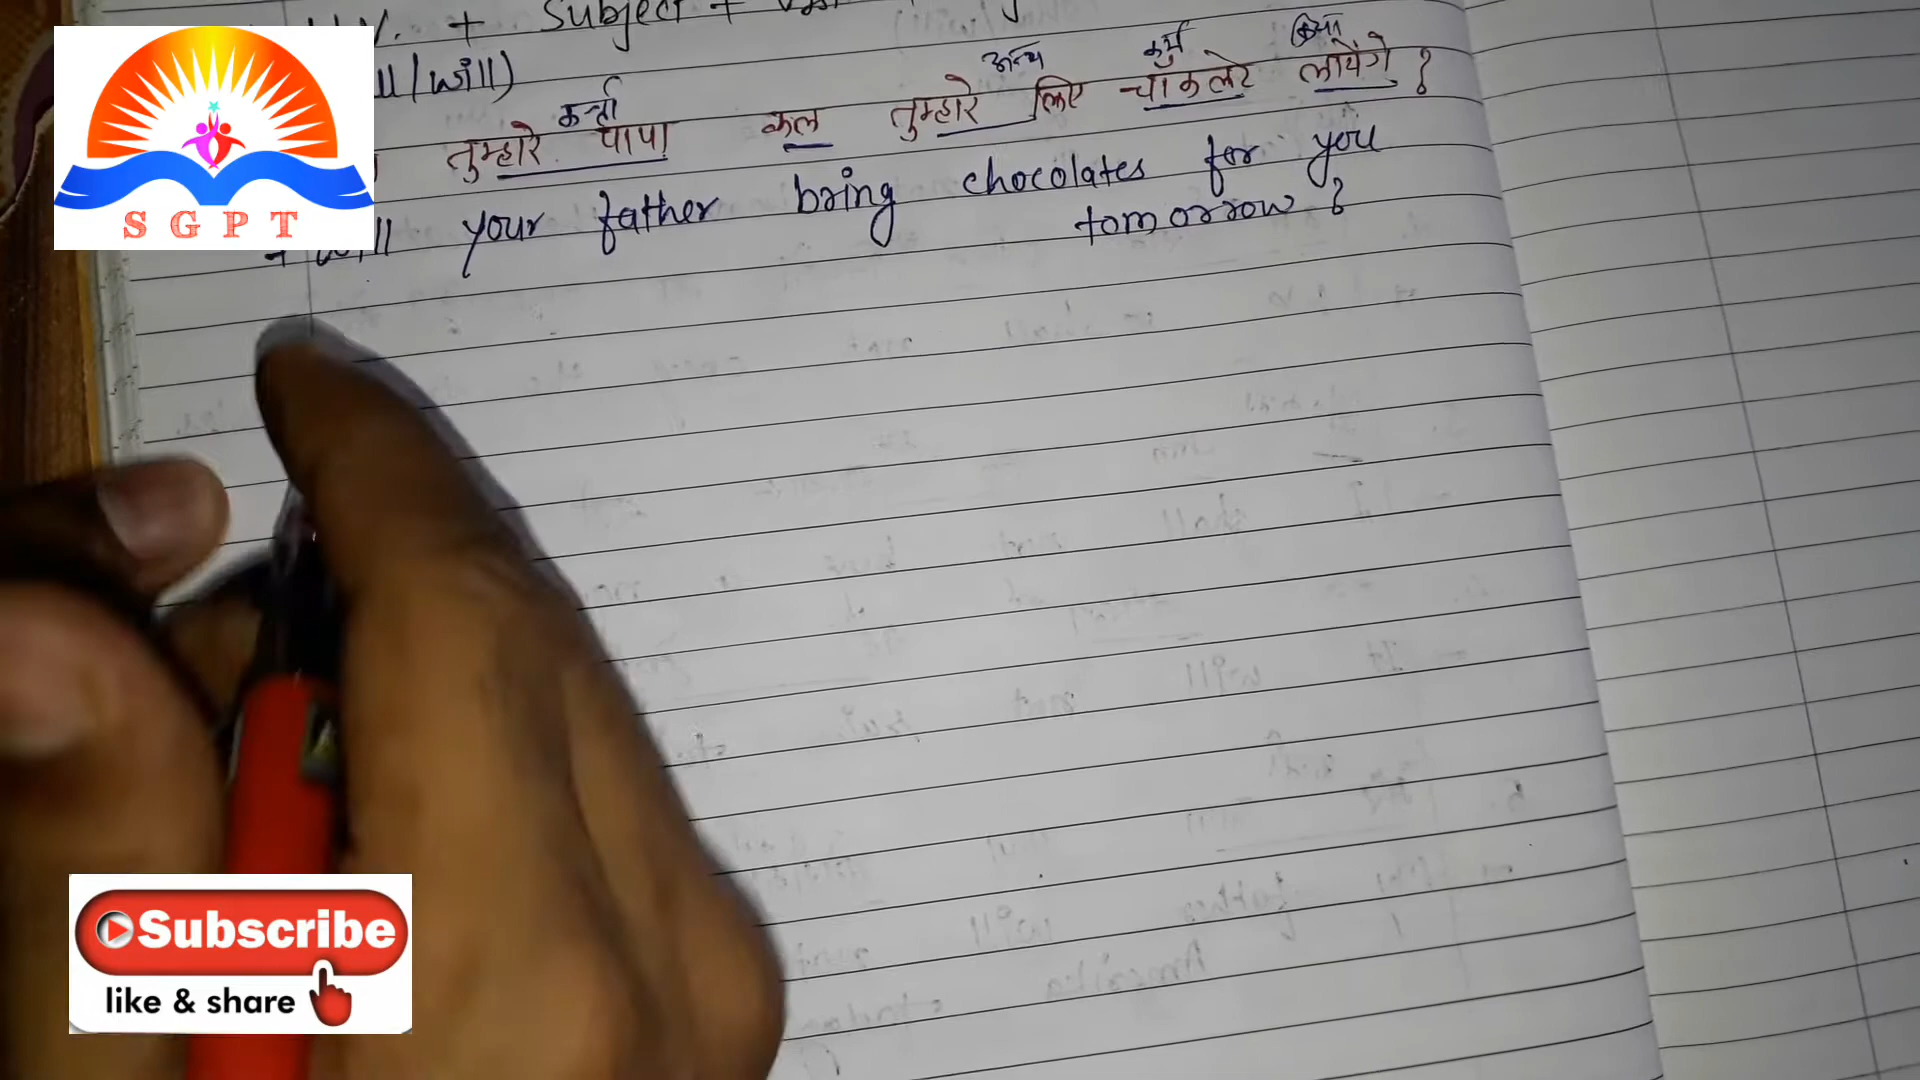 H.V. + Subject +
ll/will)
कर्त्ता अन्य कर्म क्रिया
तुम्हारे पापा कल तुम्हारे लिए चॉकलेट लायेंगे ?
→ will your father bring chocolates for you
tomorrow ?
SGPT
Subscribe
like & share